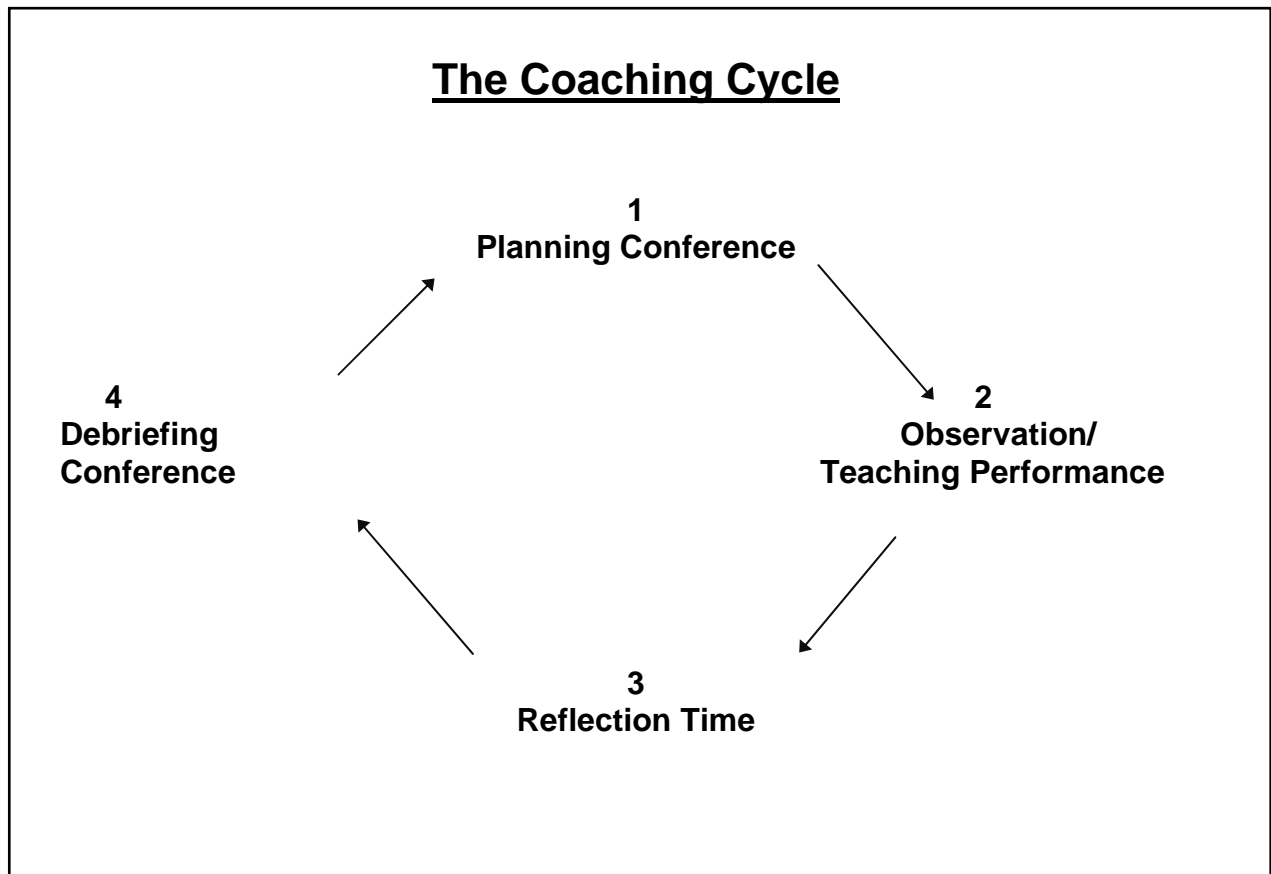 The Coaching Cycle
1
Planning Conference
2
Observation/
Teaching Performance
3
Reflection Time
4
Debriefing
Conference